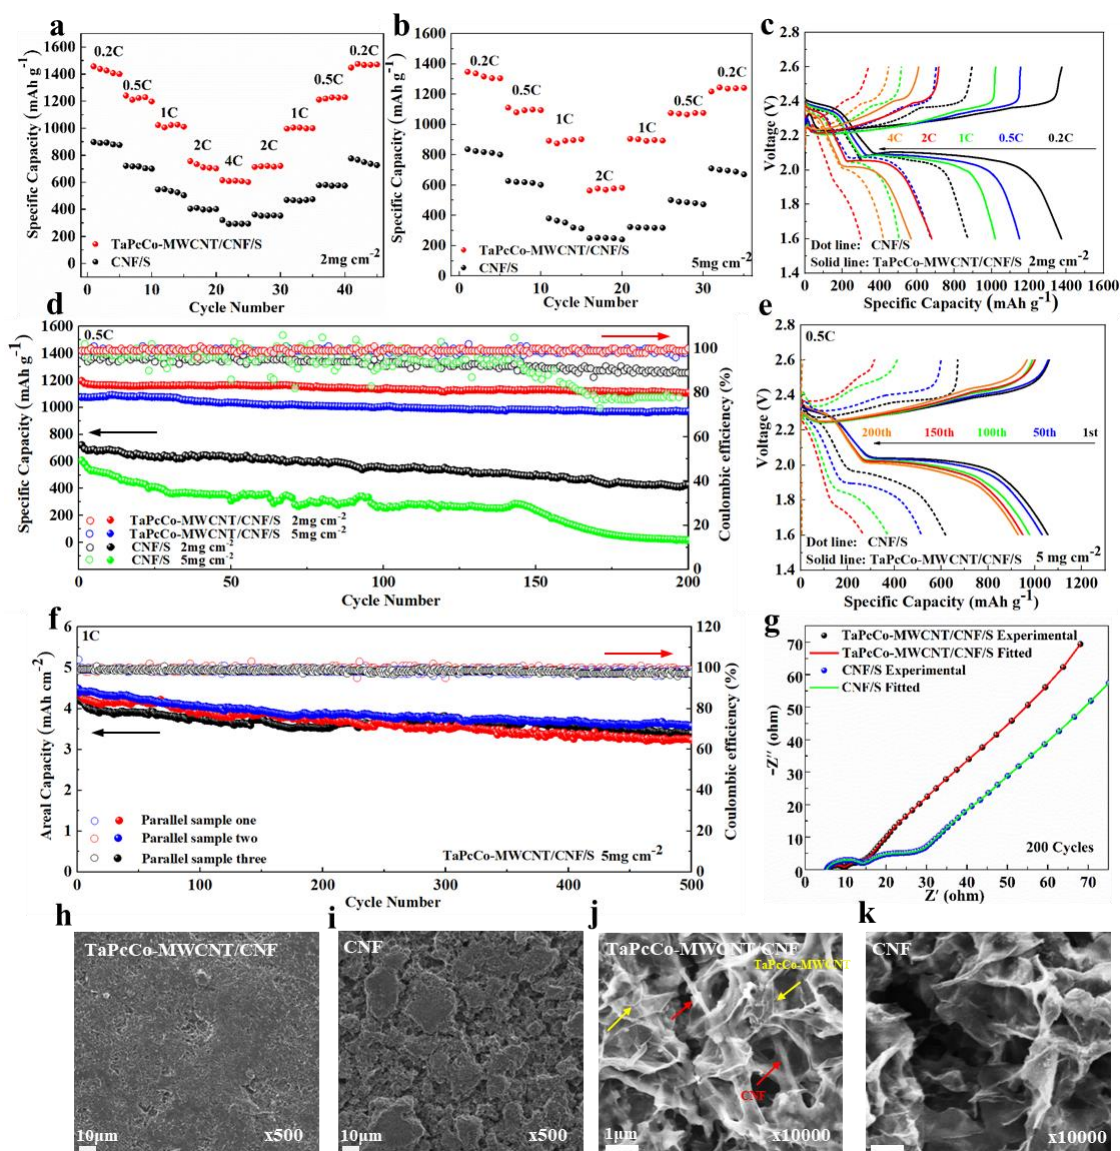 a
1600
1400
1200
1000
800
600
400
200
0
Specific Capacity (mAh g-1)
0.2C
0.5C
1C
2C
4C
2C
1C
0.5C
0.2C
TaPcCo-MWCNT/CNF/S
CNF/S
2mg cm-2
0 10 20 30 40
Cycle Number
b
1600
1400
1200
1000
800
600
400
200
0
Specific Capacity (mAh g-1)
0.2C
0.5C
1C
2C
1C
0.5C
0.2C
TaPcCo-MWCNT/CNF/S
CNF/S
5mg cm-2
0 10 20 30
Cycle Number
c
2.8
2.6
2.4
2.2
2.0
1.8
1.6
1.4
Voltage (V)
4C 2C 1C 0.5C 0.2C
Dot line: CNF/S
Solid line: TaPcCo-MWCNT/CNF/S 2mg cm-2
0 200 400 600 800 1000 1200 1400 1600
Specific Capacity (mAh g-1)
d
0.5C
1600
1400
1200
1000
800
600
400
200
0
Specific Capacity (mAh g-1)
100
80
60
40
20
0
Coulombic efficiency (%)
TaPcCo-MWCNT/CNF/S 2mg cm-2
TaPcCo-MWCNT/CNF/S 5mg cm-2
CNF/S 2mg cm-2
CNF/S 5mg cm-2
0 50 100 150 200
Cycle Number
e
0.5C
2.8
2.6
2.4
2.2
2.0
1.8
1.6
1.4
Voltage (V)
200th 150th 100th 50th 1st
Dot line: CNF/S
Solid line: TaPcCo-MWCNT/CNF/S 5 mg cm-2
0 200 400 600 800 1000 1200
Specific Capacity (mAh g-1)
f
1C
6
5
4
3
2
1
0
Areal Capacity (mAh cm-2)
120
100
80
60
40
20
0
Coulombic efficiency (%)
Parallel sample one
Parallel sample two
Parallel sample three
TaPcCo-MWCNT/CNF/S 5mg cm-2
0 100 200 300 400 500
Cycle Number
g
70
60
50
40
30
20
10
0
-Z'' (ohm)
TaPcCo-MWCNT/CNF/S Experimental
TaPcCo-MWCNT/CNF/S Fitted
CNF/S Experimental
CNF/S Fitted
200 Cycles
0 10 20 30 40 50 60 70
Z' (ohm)
h
TaPcCo-MWCNT/CNF
10μm
x500
i
CNF
10μm
x500
j
TaPcCo-MWCNT/CNF
TaPcCo-MWCNT
CNF
1μm
x10000
k
CNF
x10000